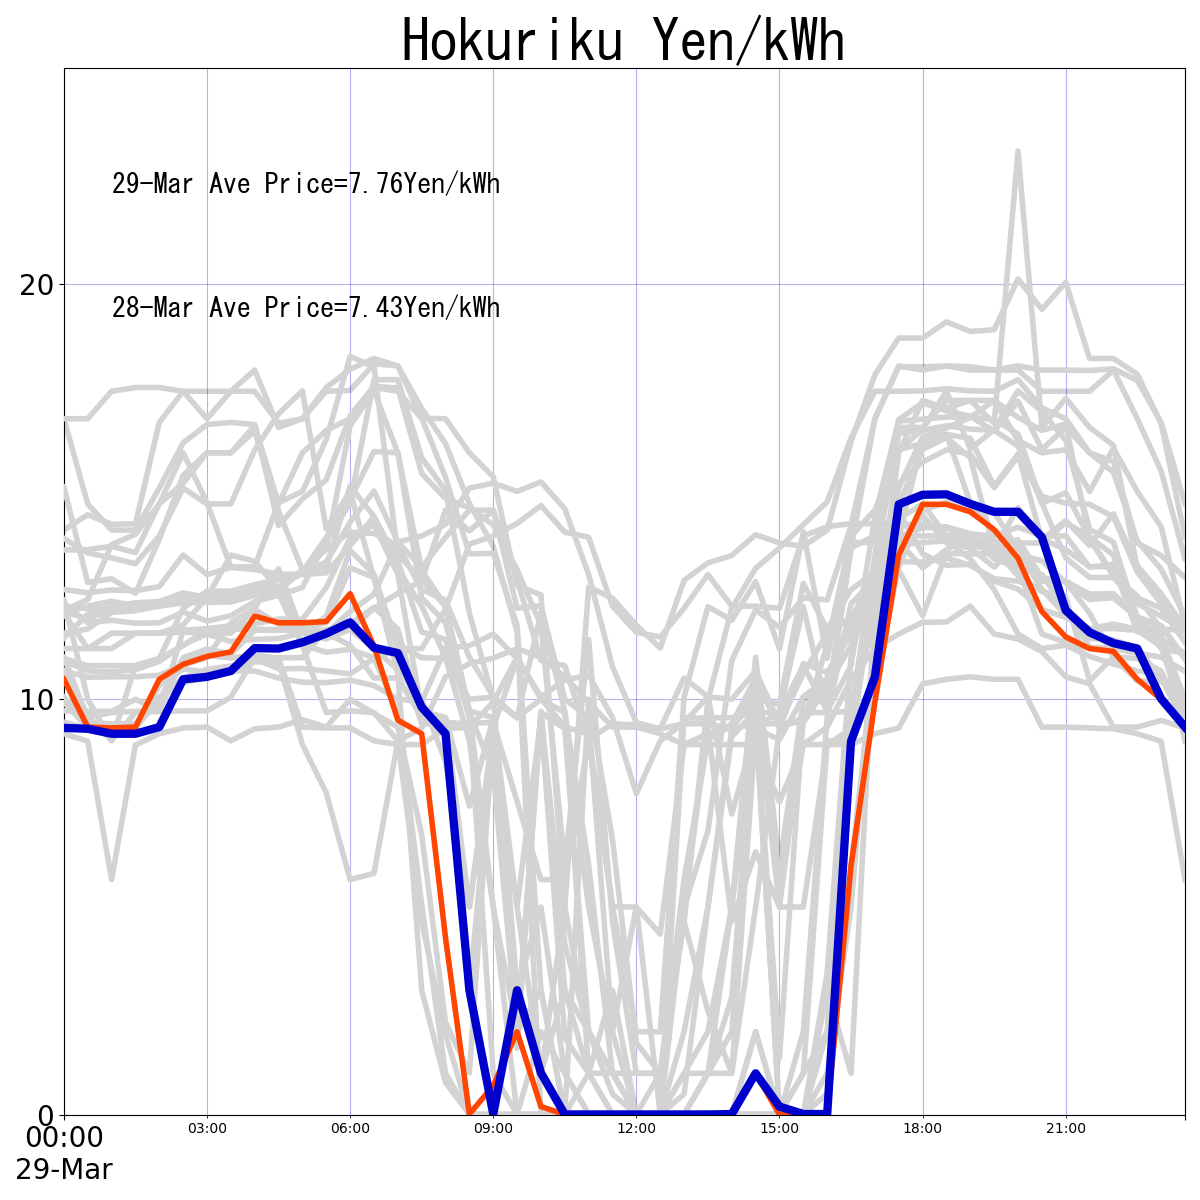 Hokuriku Yen/kWh
29-Mar Ave Price=7.76Yen/kWh
20
28-Mar Ave Price=7.43Yen/kWh
10
0
00:00 03:00 06:00 09:00 12:00 15:00 18:00 21:00
29-Mar